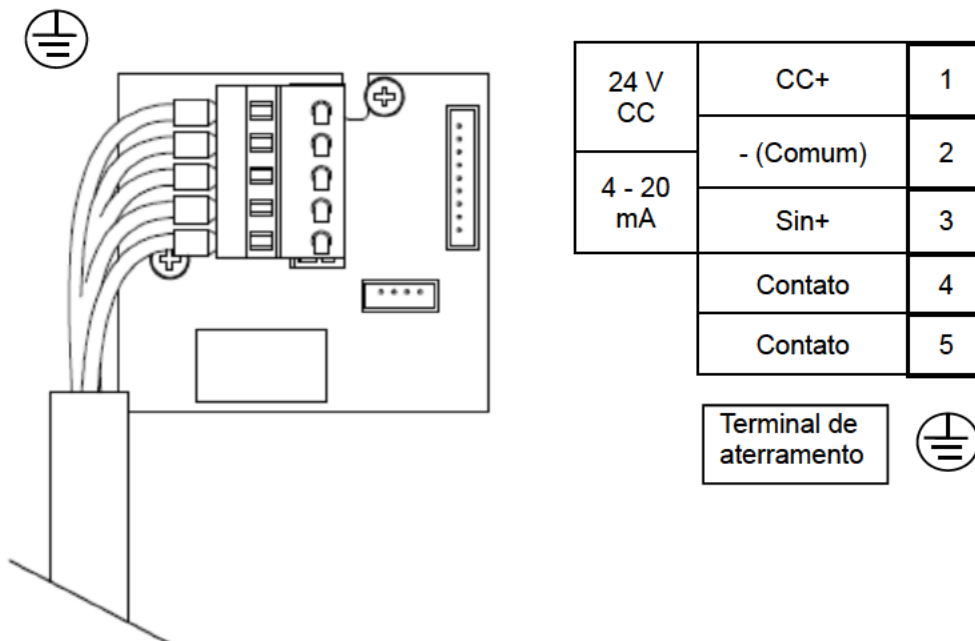 24 V
CC
CC+
1
- (Comum)
2
4 - 20
mA
Sin+
3
Contato
4
Contato
5
Terminal de
aterramento